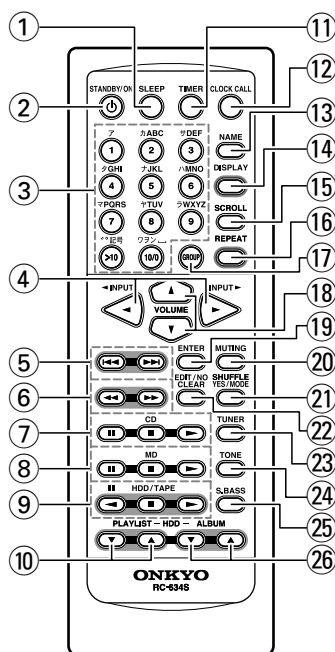 ① ⑪
STANDBY/ON SLEEP TIMER CLOCK CALL
② ⑫
ア カABC サDEF
1 2 3
NAME
⑬
③
タGHI ナJKL ハMNO
4 5 6
DISPLAY
⑭
マPQRS ヤTUV ラWXYZ
7 8 9
SCROLL
⑮
記号 ワヲン
>10 10/0
GROUP
REPEAT
⑯
⑰
④
INPUT INPUT
VOLUME
⑱
⑲
ENTER MUTING
⑤ ⑳
EDIT/NO SHUFFLE
CLEAR YES/MODE
⑥ ㉑
㉒
CD
TUNER
⑦ ㉓
MD
TONE
⑧ ㉔
HDD/TAPE
S.BASS
⑨ ㉕
PLAYLIST – HDD – ALBUM
⑩ ㉖
ONKYO
RC-634S